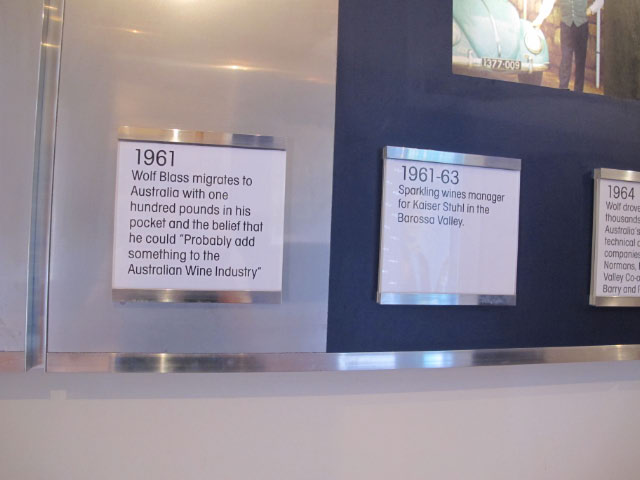 1377-009
1961
Wolf Blass migrates to
Australia with one
hundred pounds in his
pocket and the belief that
he could "Probably add
something to the
Australian Wine Industry"
1961-63
Sparkling wines manager
for Kaiser Stuhl in the
Barossa Valley.
1964
Wolf drove
thousands
Australia's
technical
companies
Normans,
Valley
Barry and